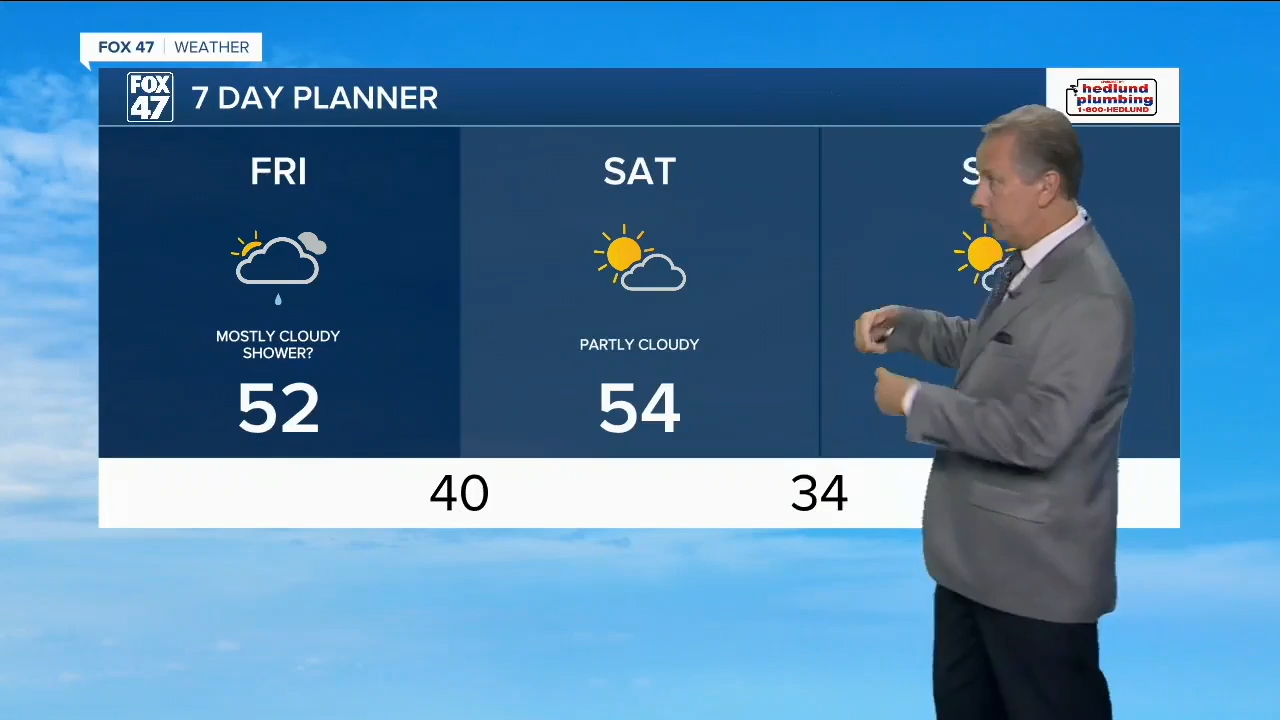 FOX 47 | WEATHER
FOX
47
7 DAY PLANNER
hedlund
plumbing
1-800-HEDLUND
FRI
SAT
S
MOSTLY CLOUDY
SHOWER?
PARTLY CLOUDY
52
54
40
34